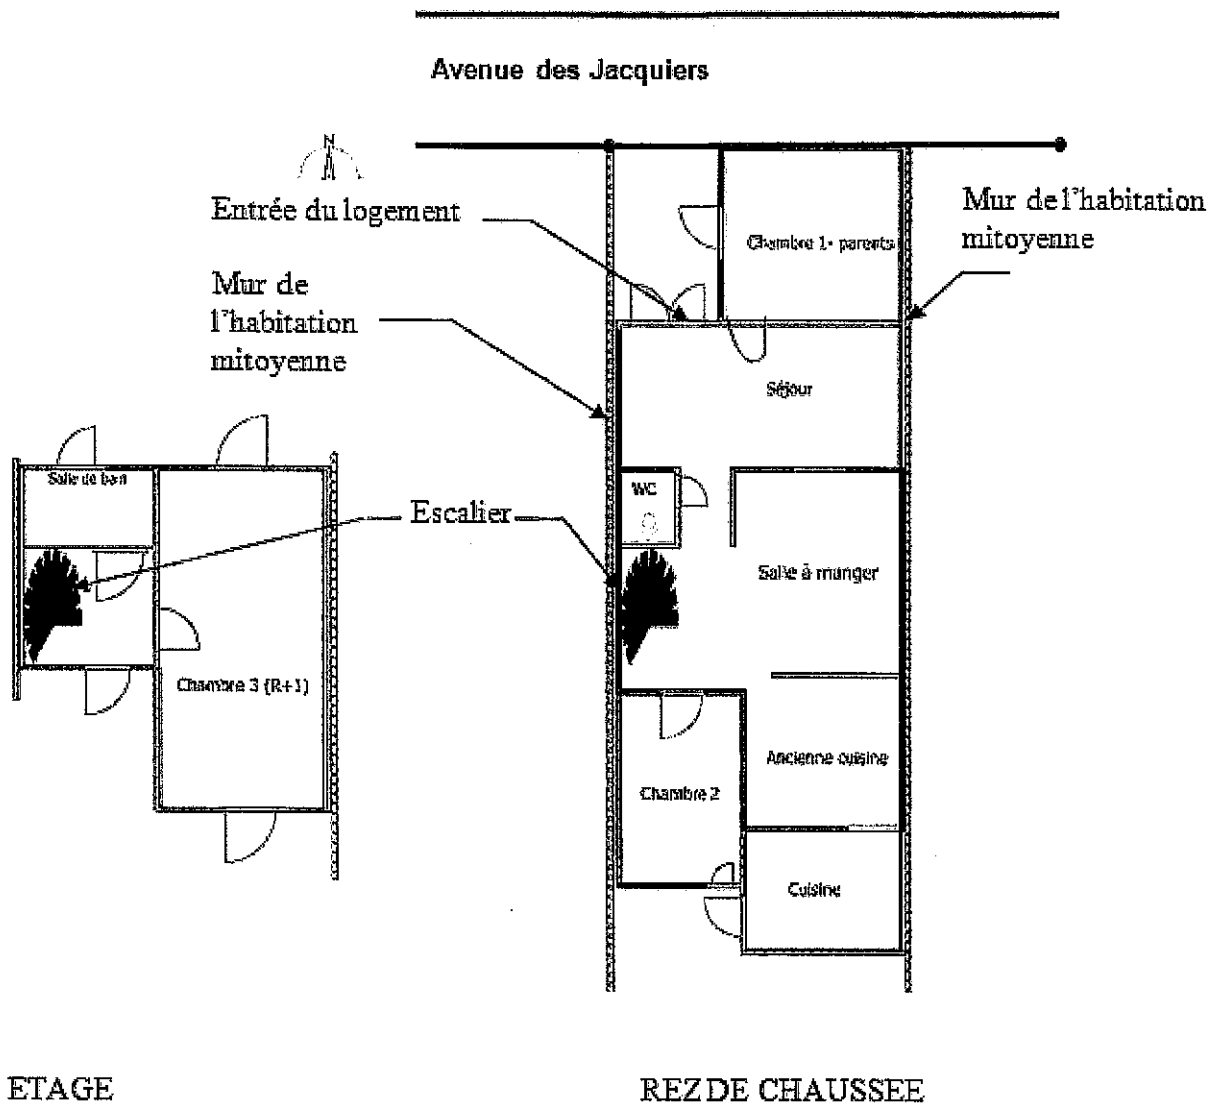 Avenue des Jacquiers
N
Entrée du logement
Mur de l'habitation
mitoyenne
Chambre 1- parents
Mur de
l'habitation
mitoyenne
Séjour
Salle de bain
WC
Escalier
Salle à manger
Chambre 3 (R+1)
Ancienne cuisine
Chambre 2
Cuisine
ETAGE
REZ DE CHAUSSEE